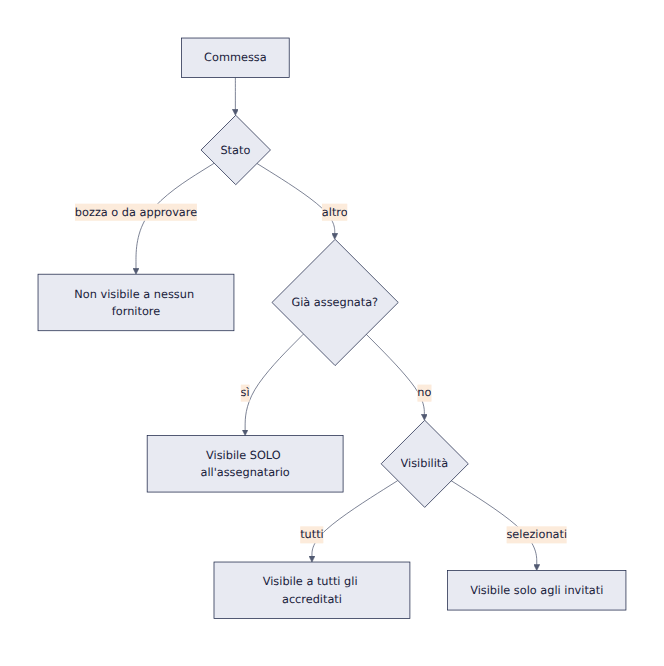 Commessa
Stato
bozza o da approvare
altro
Non visibile a nessun
fornitore
Già assegnata?
sì
no
Visibile SOLO
all'assegnatario
Visibilità
tutti
selezionati
Visibile a tutti gli
accreditati
Visibile solo agli invitati